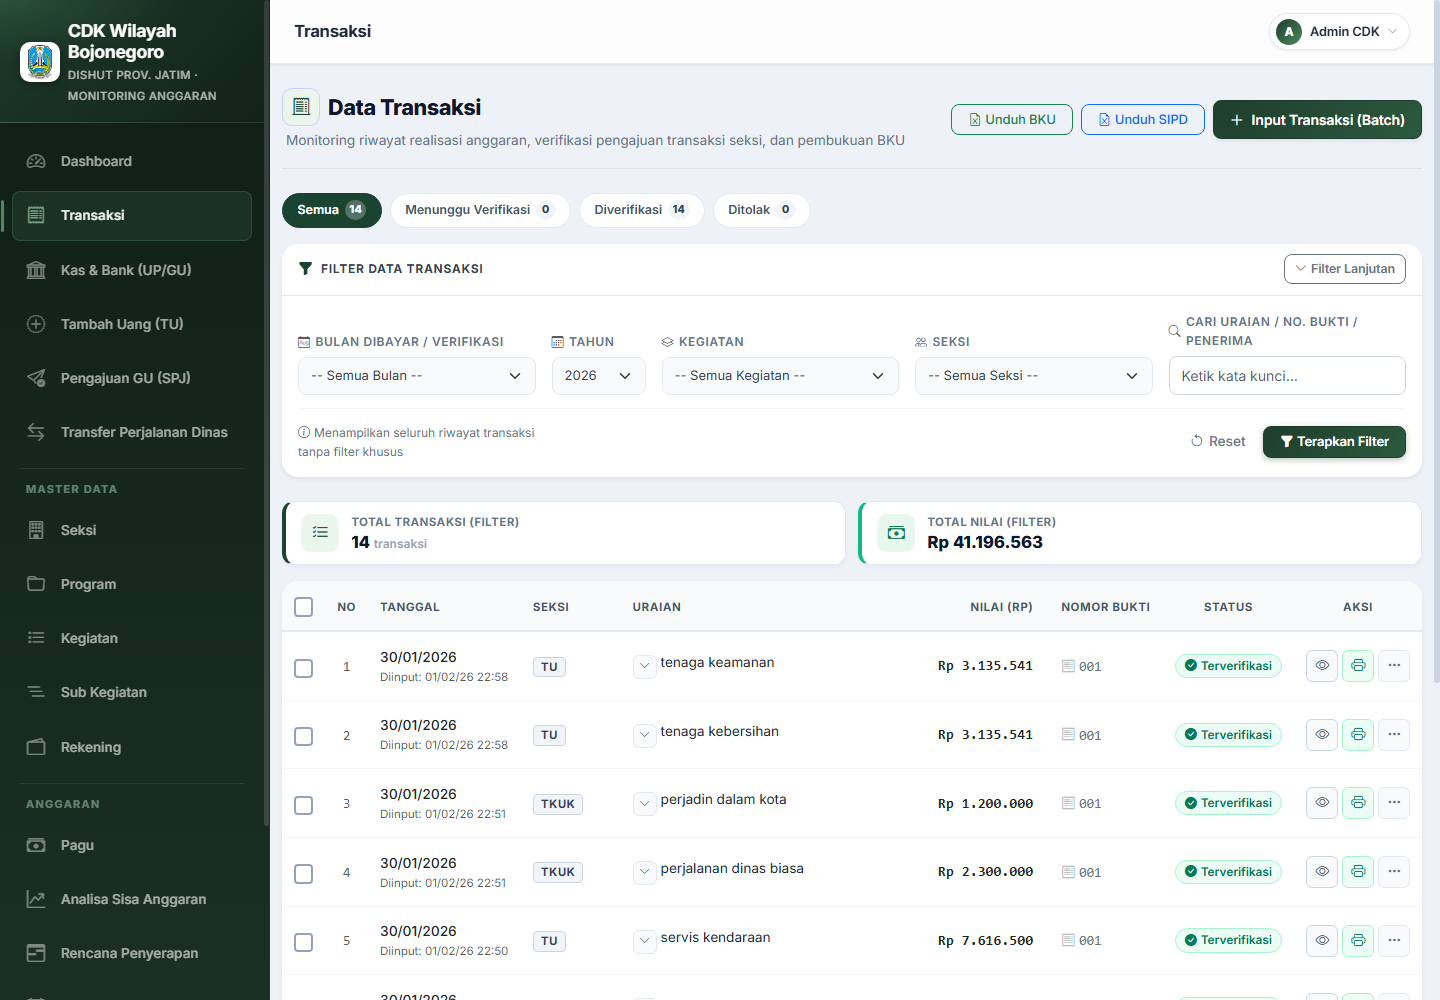 CDK Wilayah
Bojonegoro
DISHUT PROV. JATIM ·
MONITORING ANGGARAN
Dashboard
Transaksi
Kas & Bank (UP/GU)
Tambah Uang (TU)
Pengajuan GU (SPJ)
Transfer Perjalanan Dinas
MASTER DATA
Seksi
Program
Kegiatan
Sub Kegiatan
Rekening
ANGGARAN
Pagu
Analisa Sisa Anggaran
Rencana Penyerapan
Transaksi
A Admin CDK
Data Transaksi
Monitoring riwayat realisasi anggaran, verifikasi pengajuan transaksi seksi, dan pembukuan BKU
Unduh BKU
Unduh SIPD
Input Transaksi (Batch)
Semua 14
Menunggu Verifikasi 0
Diverifikasi 14
Ditolak 0
FILTER DATA TRANSAKSI
Filter Lanjutan
BULAN DIBAYAR / VERIFIKASI
-- Semua Bulan --
TAHUN
2026
KEGIATAN
-- Semua Kegiatan --
SEKSI
-- Semua Seksi --
CARI URAIAN / NO. BUKTI /
PENERIMA
Ketik kata kunci...
Menampilkan seluruh riwayat transaksi
tanpa filter khusus
Reset
Terapkan Filter
TOTAL TRANSAKSI (FILTER)
14 transaksi
TOTAL NILAI (FILTER)
Rp 41.196.563
NO TANGGAL SEKSI URAIAN NILAI (RP) NOMOR BUKTI STATUS AKSI
1 30/01/2026 TU tenaga keamanan Rp 3.135.541 001 Terverifikasi
Diinput: 01/02/26 22:58
2 30/01/2026 TU tenaga kebersihan Rp 3.135.541 001 Terverifikasi
Diinput: 01/02/26 22:58
3 30/01/2026 TKUK perjadin dalam kota Rp 1.200.000 001 Terverifikasi
Diinput: 01/02/26 22:51
4 30/01/2026 TKUK perjalanan dinas biasa Rp 2.300.000 001 Terverifikasi
Diinput: 01/02/26 22:51
5 30/01/2026 TU servis kendaraan Rp 7.616.500 001 Terverifikasi
Diinput: 01/02/26 22:50
30/01/2026